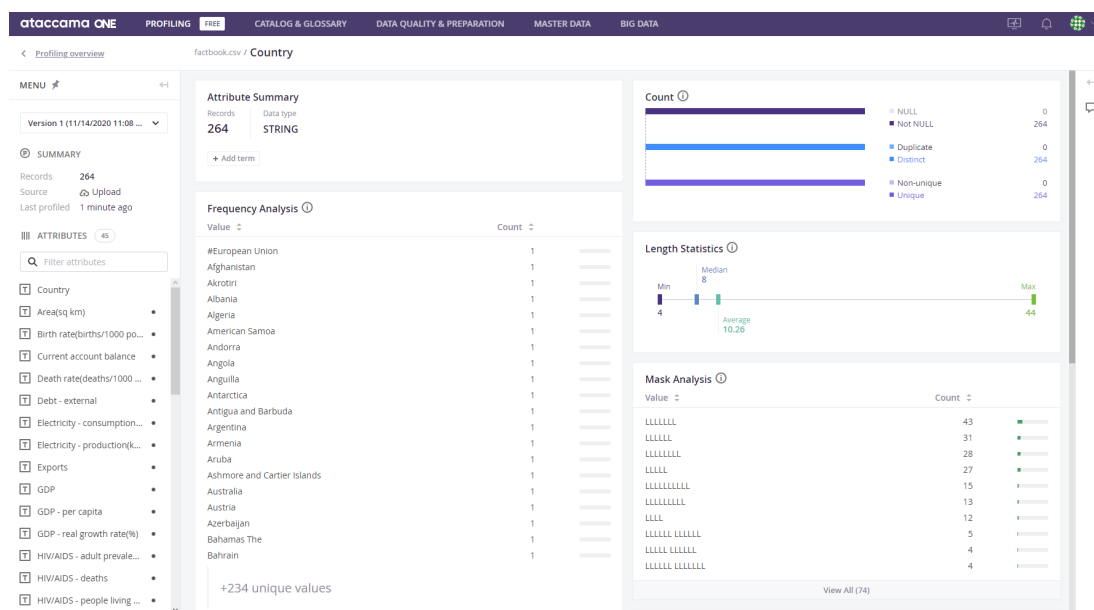 ataccama ONE PROFILING FREE CATALOG & GLOSSARY DATA QUALITY & PREPARATION MASTER DATA BIG DATA
Profiling overview factbook.csv / Country
MENU
Version 1 (11/14/2020 11:08 ...
SUMMARY
Records 264
Source Upload
Last profiled 1 minute ago
ATTRIBUTES 45
Filter attributes
T Country
T Area(sq km)
T Birth rate(births/1000 po...
T Current account balance
T Death rate(deaths/1000 ...
T Debt - external
T Electricity - consumption...
T Electricity - production(k...
T Exports
T GDP
T GDP - per capita
T GDP - real growth rate(%)
T HIV/AIDS - adult prevale...
T HIV/AIDS - deaths
T HIV/AIDS - people living ...
Attribute Summary
Records Data type
264 STRING
+ Add term
Frequency Analysis
Value Count
#European Union 1
Afghanistan 1
Akrotiri 1
Albania 1
Algeria 1
American Samoa 1
Andorra 1
Angola 1
Anguilla 1
Antarctica 1
Antigua and Barbuda 1
Argentina 1
Armenia 1
Aruba 1
Ashmore and Cartier Islands 1
Australia 1
Austria 1
Azerbaijan 1
Bahamas The 1
Bahrain 1
+234 unique values
Count
NULL 0
Not NULL 264
Duplicate 0
Distinct 264
Non-unique 0
Unique 264
Length Statistics
Median
8
Min Max
4 44
Average
10.26
Mask Analysis
Value Count
LLLLLLL 43
LLLLLL 31
LLLLLLLL 28
LLLLL 27
LLLLLLLLLL 15
LLLLLLLLL 13
LLLL 12
LLLLLL LLLLLL 5
LLLLL LLLLLL 4
LLLLLL LLLLLLL 4
View All (74)